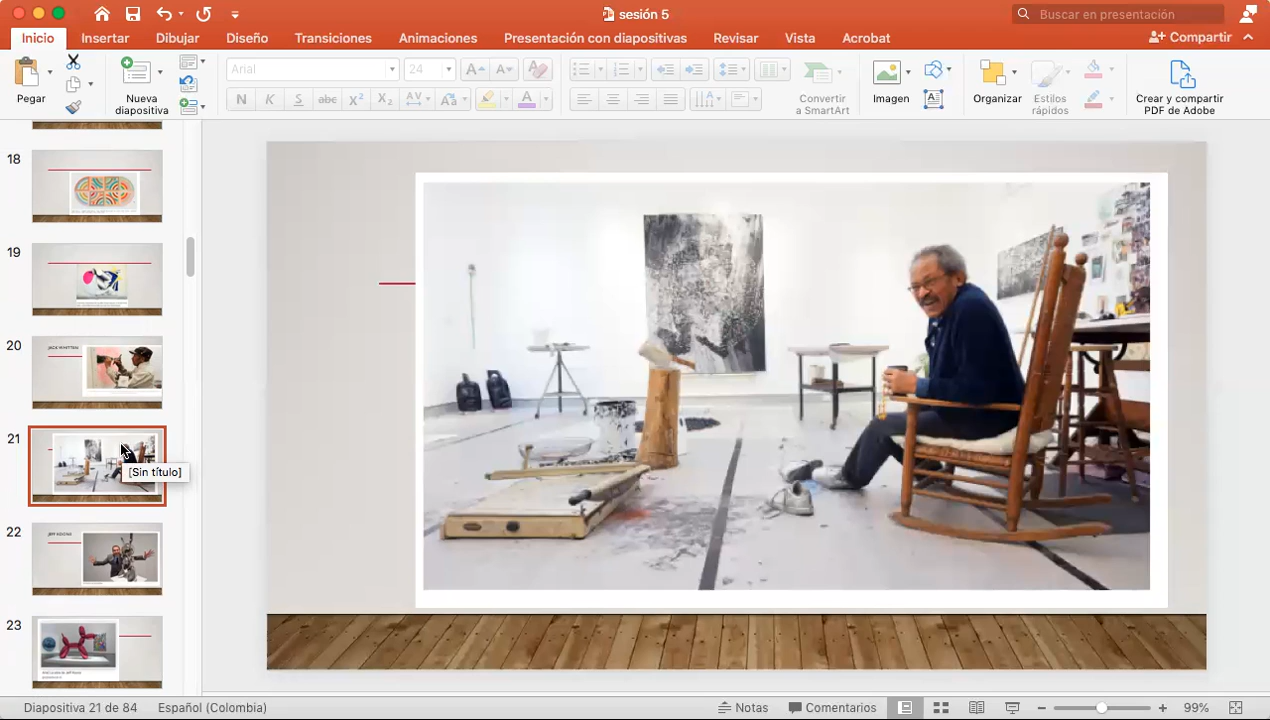 sesión 5
Buscar en presentación
Inicio Insertar Dibujar Diseño Transiciones Animaciones Presentación con diapositivas Revisar Vista Acrobat Compartir
Pegar
Nueva
diapositiva
Arial 24
N K S abc X² X₂ AV Aa A
Convertir
a SmartArt
Imagen
Organizar
Estilos
rápidos
Crear y compartir
PDF de Adobe
18
19
20
JACK WHITTEN
21
[Sin título]
22
JEFF KOONS
23
Diapositiva 21 de 84 Español (Colombia) Notas Comentarios 99%